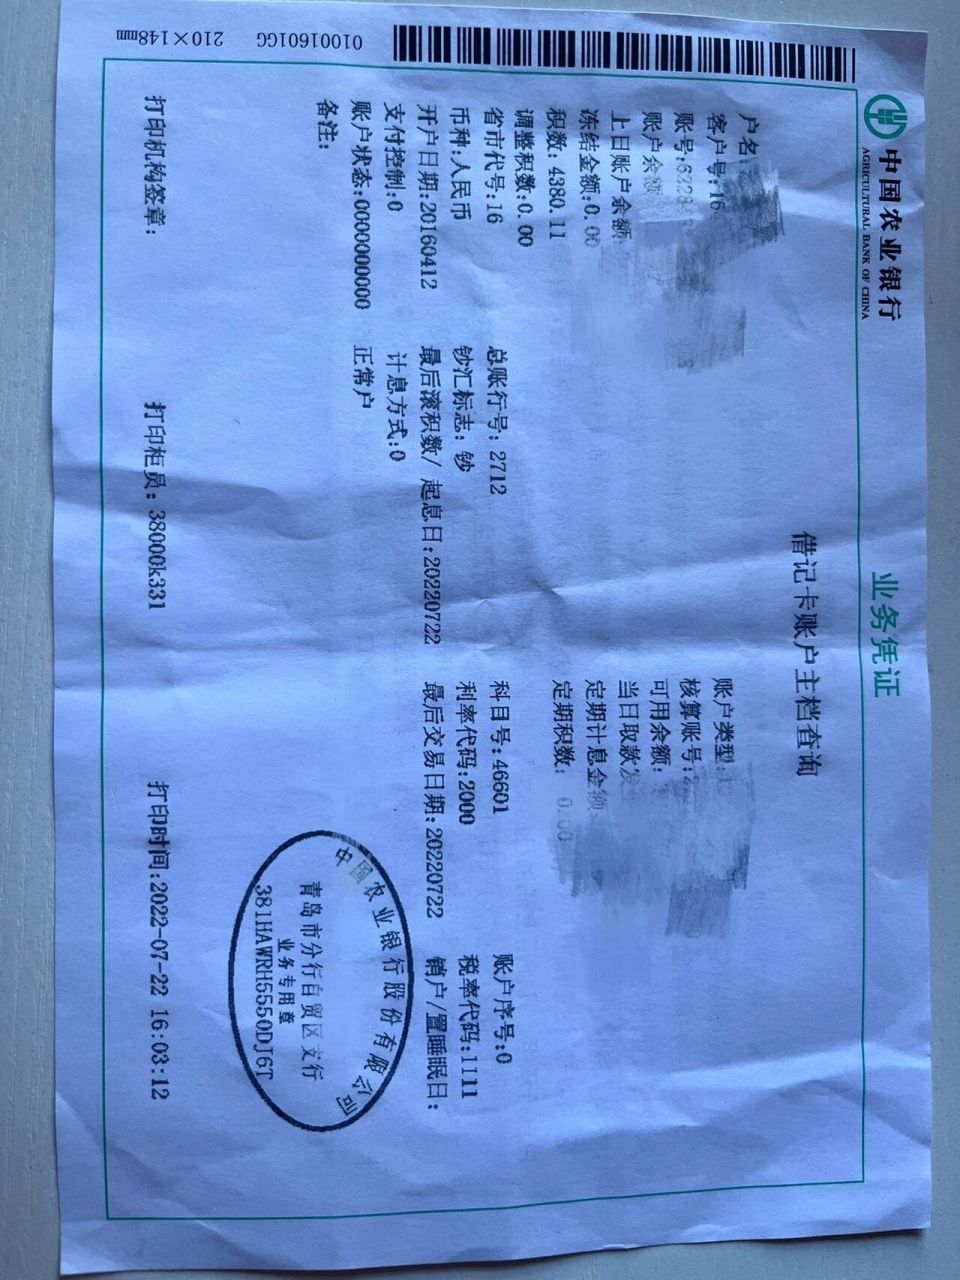 中国农业银行
AGRICULTURAL BANK OF CHINA
业务凭证
借记卡账户主档查询
户名:
客户号:16
账户类型:
账号:6228
核算账号:
账户余额
可用余额:
上日账户余额
当日取款发
冻结金额:0.00
定期计息金额
积数:4380.11
定期积数: 0.00
调整积数:0.00
省市代号:16 总账行号:2712 科目号:46601 账户序号:0
币种:人民币 钞汇标志:钞 利率代码:2000 税率代码:1111
开户日期:20160412 最后滚积数/起息日:20220722 最后交易日期:20220722 销户/置睡眠日:
支付控制:0 计息方式:0
账户状态:0000000000 正常户
备注:
中国农业银行股份有限公司
青岛市分行自贸区支行
业务专用章
381HAWRH5550DJ6T
打印机构签章: 打印柜员:38000k331 打印时间:2022-07-22 16:03:12
01001601GG 210×148mm